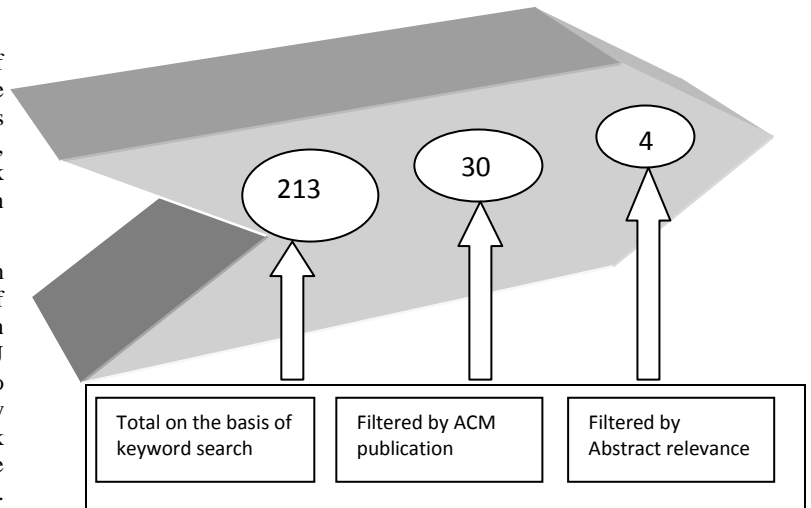 213
30
4
Total on the basis of
keyword search
Filtered by ACM
publication
Filtered by
Abstract relevance